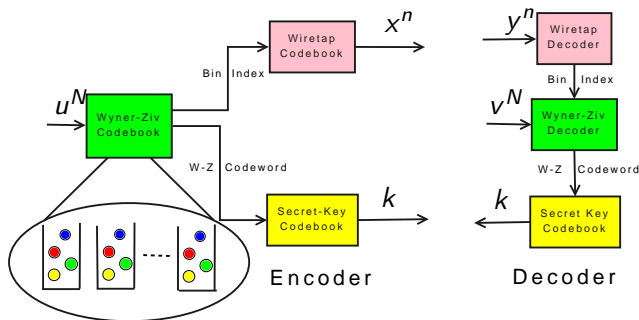 Wiretap
Codebook
x^n
Bin Index
u^N
Wyner-Ziv
Codebook
W-Z Codeword
Secret-Key
Codebook
k
Encoder
y^n
Wiretap
Decoder
Bin Index
v^N
Wyner-Ziv
Decoder
W-Z Codeword
k
Secret Key
Codebook
Decoder